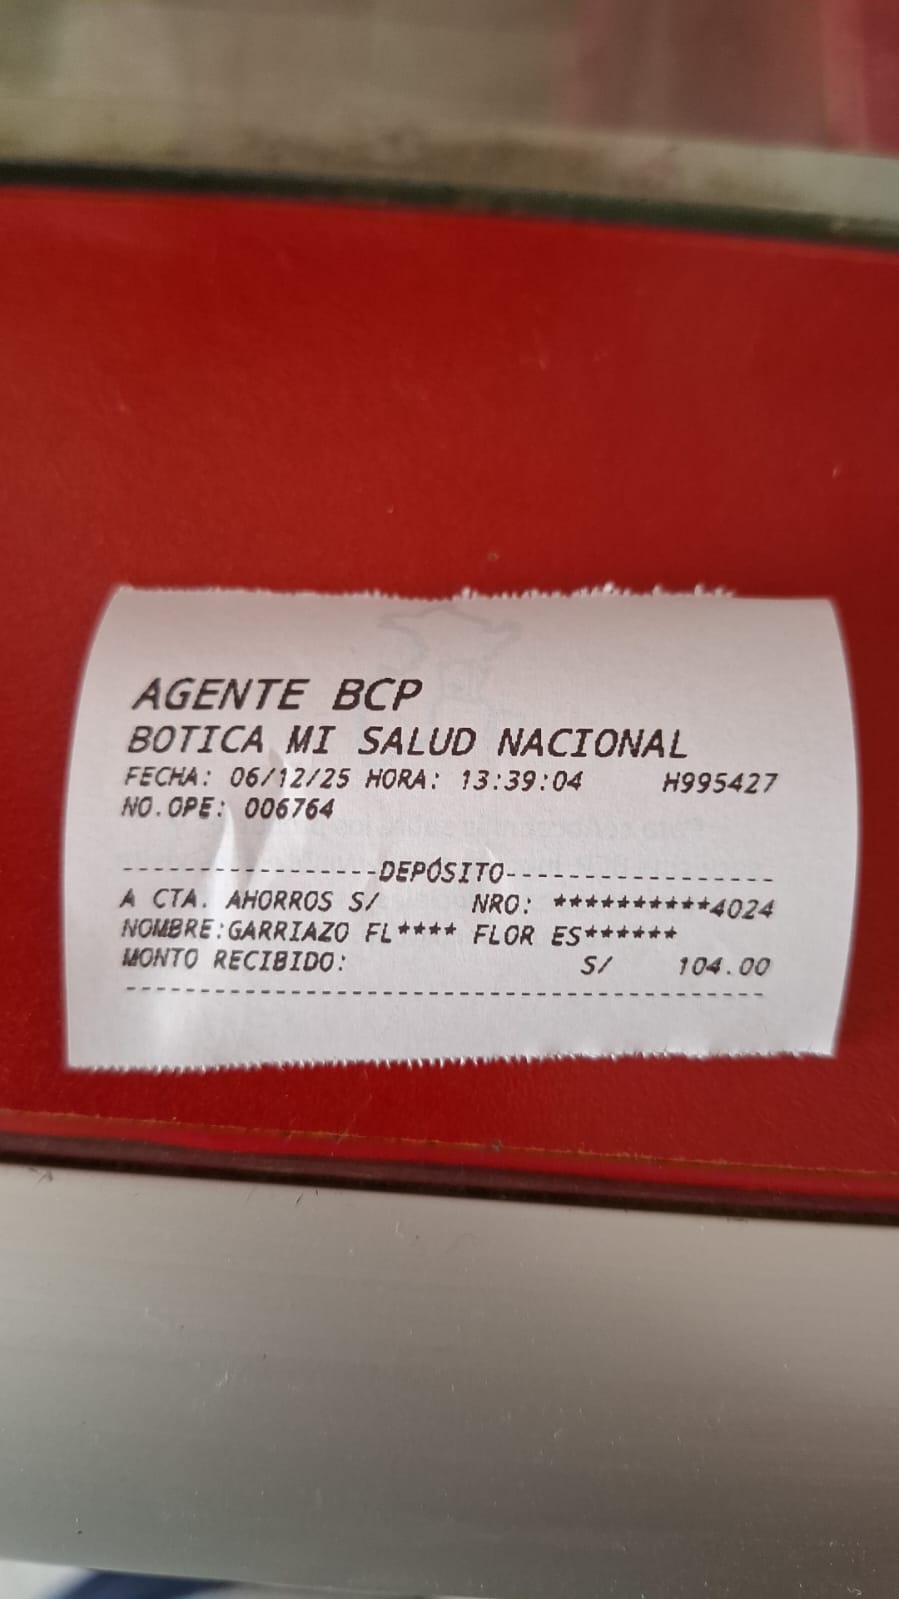 AGENTE BCP
BOTICA MI SALUD NACIONAL
FECHA: 06/12/25 HORA: 13:39:04 H995427
NO.OPE: 006764
-----------------DEPÓSITO------------------
A CTA. AHORROS S/ NRO: **********4024
NOMBRE:GARRIAZO FL**** FLOR ES******
MONTO RECIBIDO: S/ 104.00
-------------------------------------------